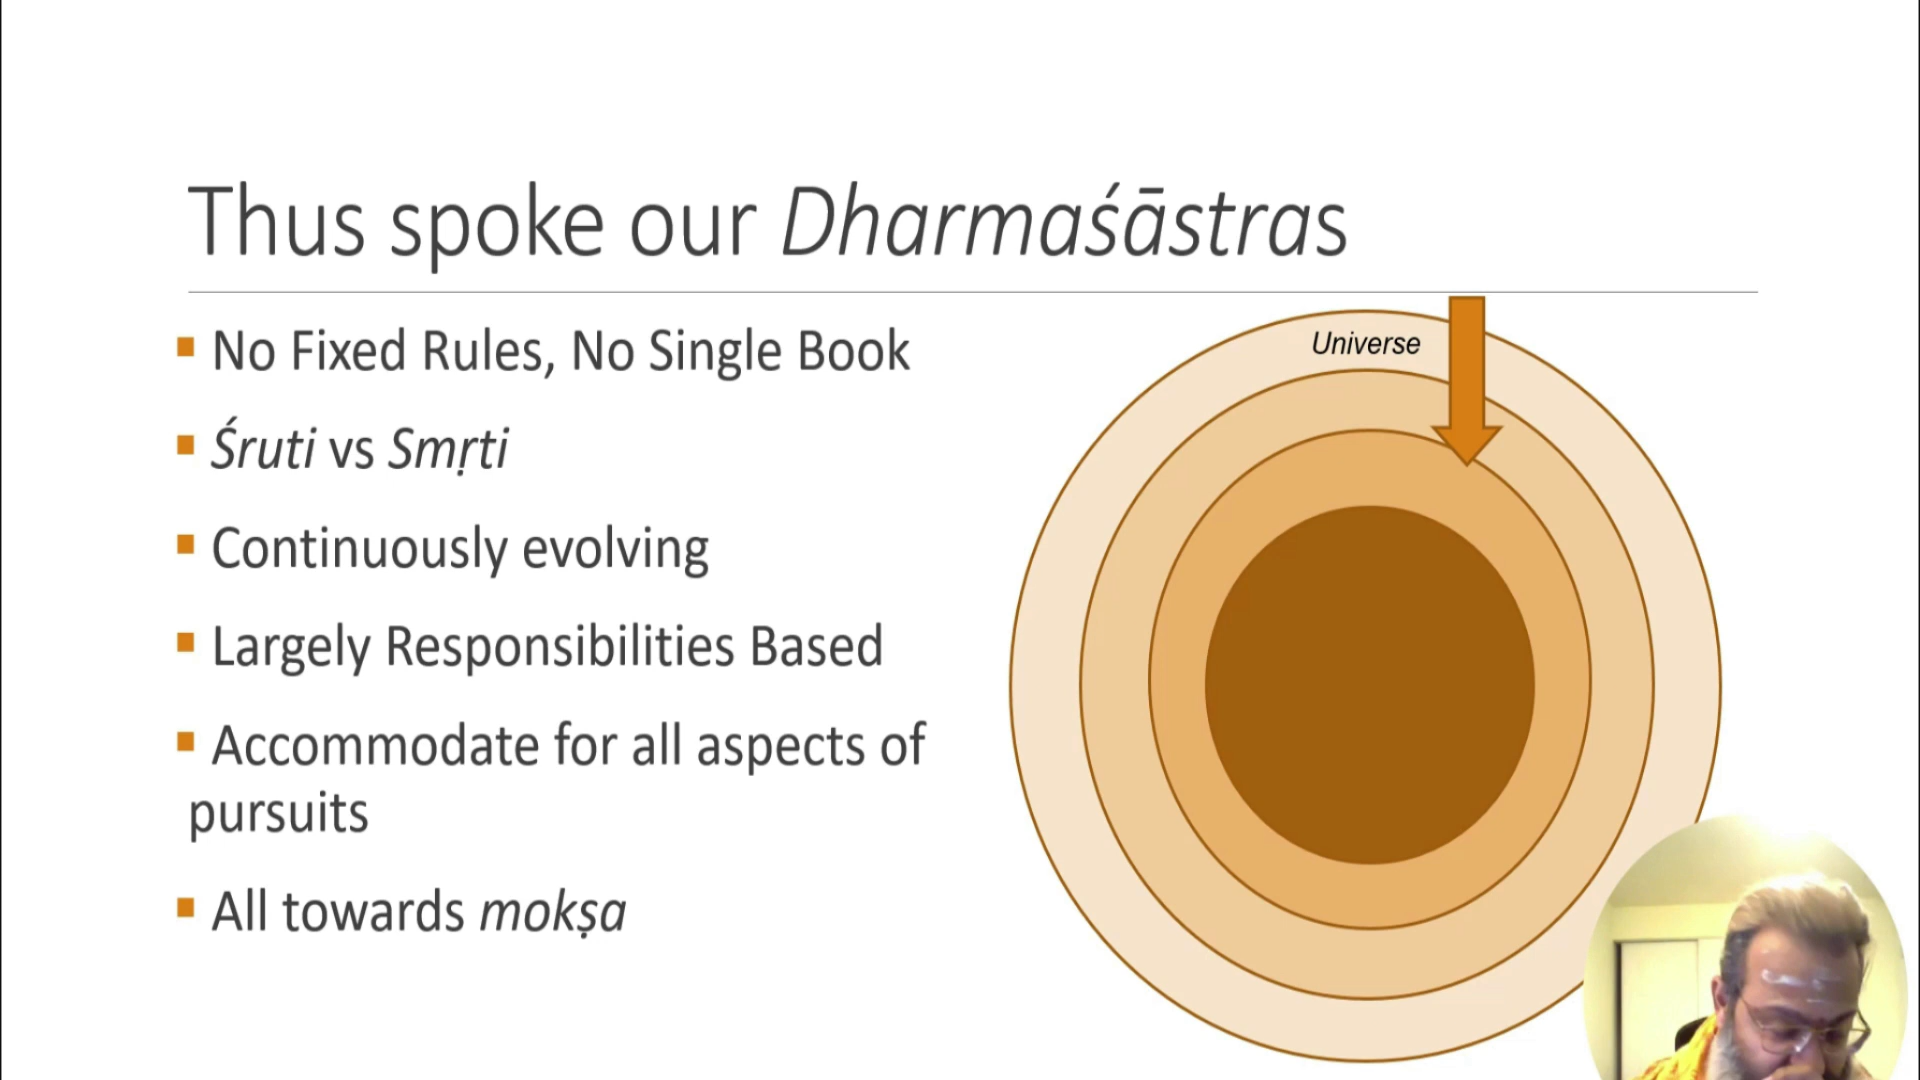 Thus spoke our Dharmaśāstras
No Fixed Rules, No Single Book
Śruti vs Smṛti
Continuously evolving
Largely Responsibilities Based
Accommodate for all aspects of
pursuits
All towards mokṣa
Universe